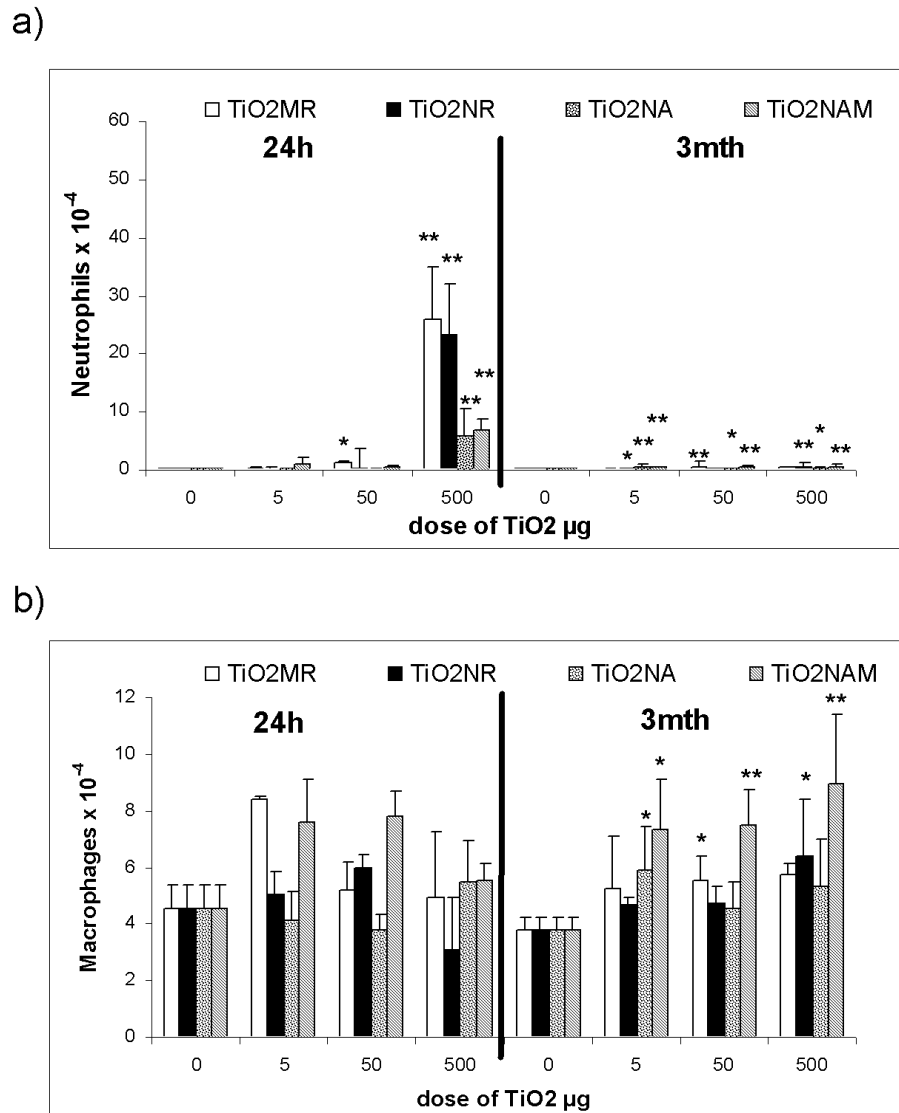 a)
TiO2MR TiO2NR TiO2NA TiO2NAM
24h 3mth
Neutrophils x 10⁻⁴
60
50
40
30
20
10
0
** **
**
**
*
**
* **
**
*
**
**
*
**
0 5 50 500 0 5 50 500
dose of TiO2 µg
b)
TiO2MR TiO2NR TiO2NA TiO2NAM
24h 3mth
Macrophages x 10⁻⁴
12
10
8
6
4
2
0
* * * ** * **
0 5 50 500 0 5 50 500
dose of TiO2 µg